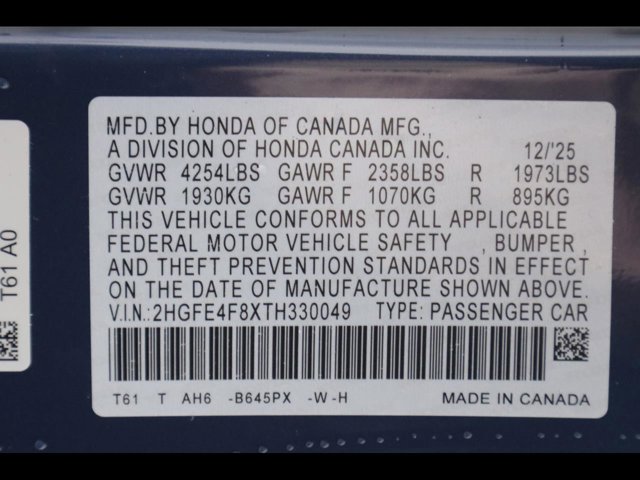 MFD.BY HONDA OF CANADA MFG.,
A DIVISION OF HONDA CANADA INC. 12/'25
GVWR 4254LBS GAWR F 2358LBS R 1973LBS
GVWR 1930KG GAWR F 1070KG R 895KG
THIS VEHICLE CONFORMS TO ALL APPLICABLE
FEDERAL MOTOR VEHICLE SAFETY , BUMPER ,
AND THEFT PREVENTION STANDARDS IN EFFECT
ON THE DATE OF MANUFACTURE SHOWN ABOVE.
V.I.N.:2HGFE4F8XTH330049 TYPE: PASSENGER CAR
T61 T AH6 -B645PX -W-H MADE IN CANADA
T61 A0